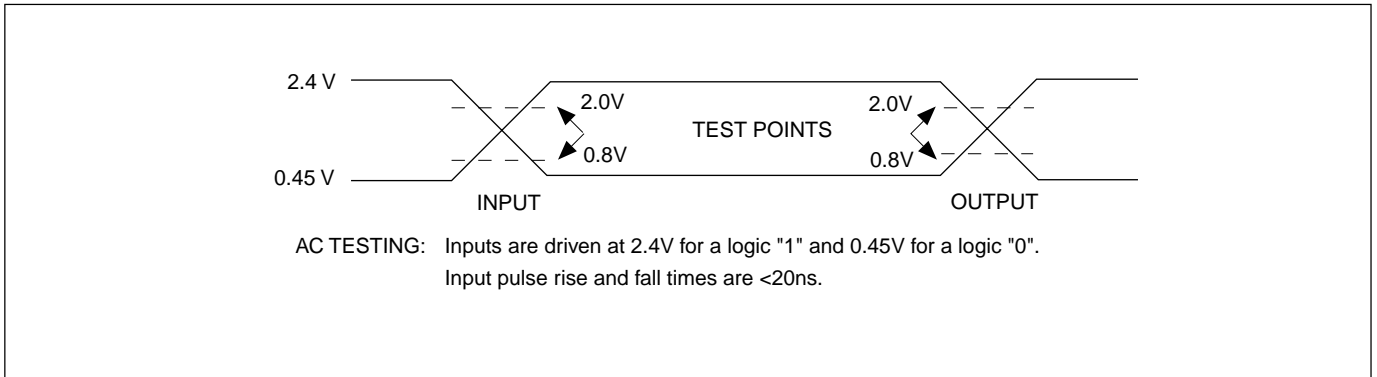 2.4 V
2.0V
2.0V
TEST POINTS
0.8V
0.8V
0.45 V
INPUT
OUTPUT
AC TESTING: Inputs are driven at 2.4V for a logic "1" and 0.45V for a logic "0".
Input pulse rise and fall times are <20ns.